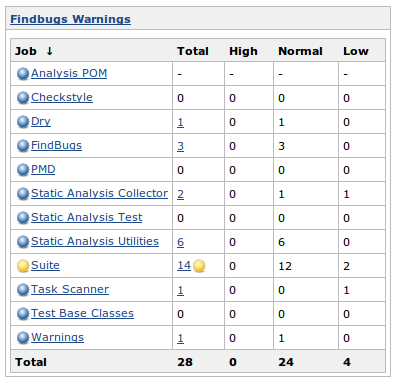 Findbugs Warnings
Job ↓ Total High Normal Low
Analysis POM - - - -
Checkstyle 0 0 0 0
Dry 1 0 1 0
FindBugs 3 0 3 0
PMD 0 0 0 0
Static Analysis Collector 2 0 1 1
Static Analysis Test 0 0 0 0
Static Analysis Utilities 6 0 6 0
Suite 14 0 12 2
Task Scanner 1 0 0 1
Test Base Classes 0 0 0 0
Warnings 1 0 1 0
Total 28 0 24 4